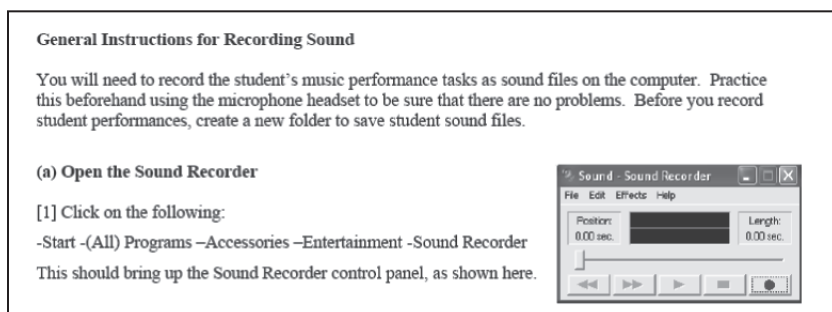 General Instructions for Recording Sound
You will need to record the student’s music performance tasks as sound files on the computer.  Practice
this beforehand using the microphone headset to be sure that there are no problems.  Before you record
student performances, create a new folder to save student sound files.
(a) Open the Sound Recorder
[1] Click on the following:
-Start -(All) Programs –Accessories –Entertainment -Sound Recorder
This should bring up the Sound Recorder control panel, as shown here.
Sound - Sound Recorder
File Edit Effects Help
Position: Length:
0.00 sec. 0.00 sec.